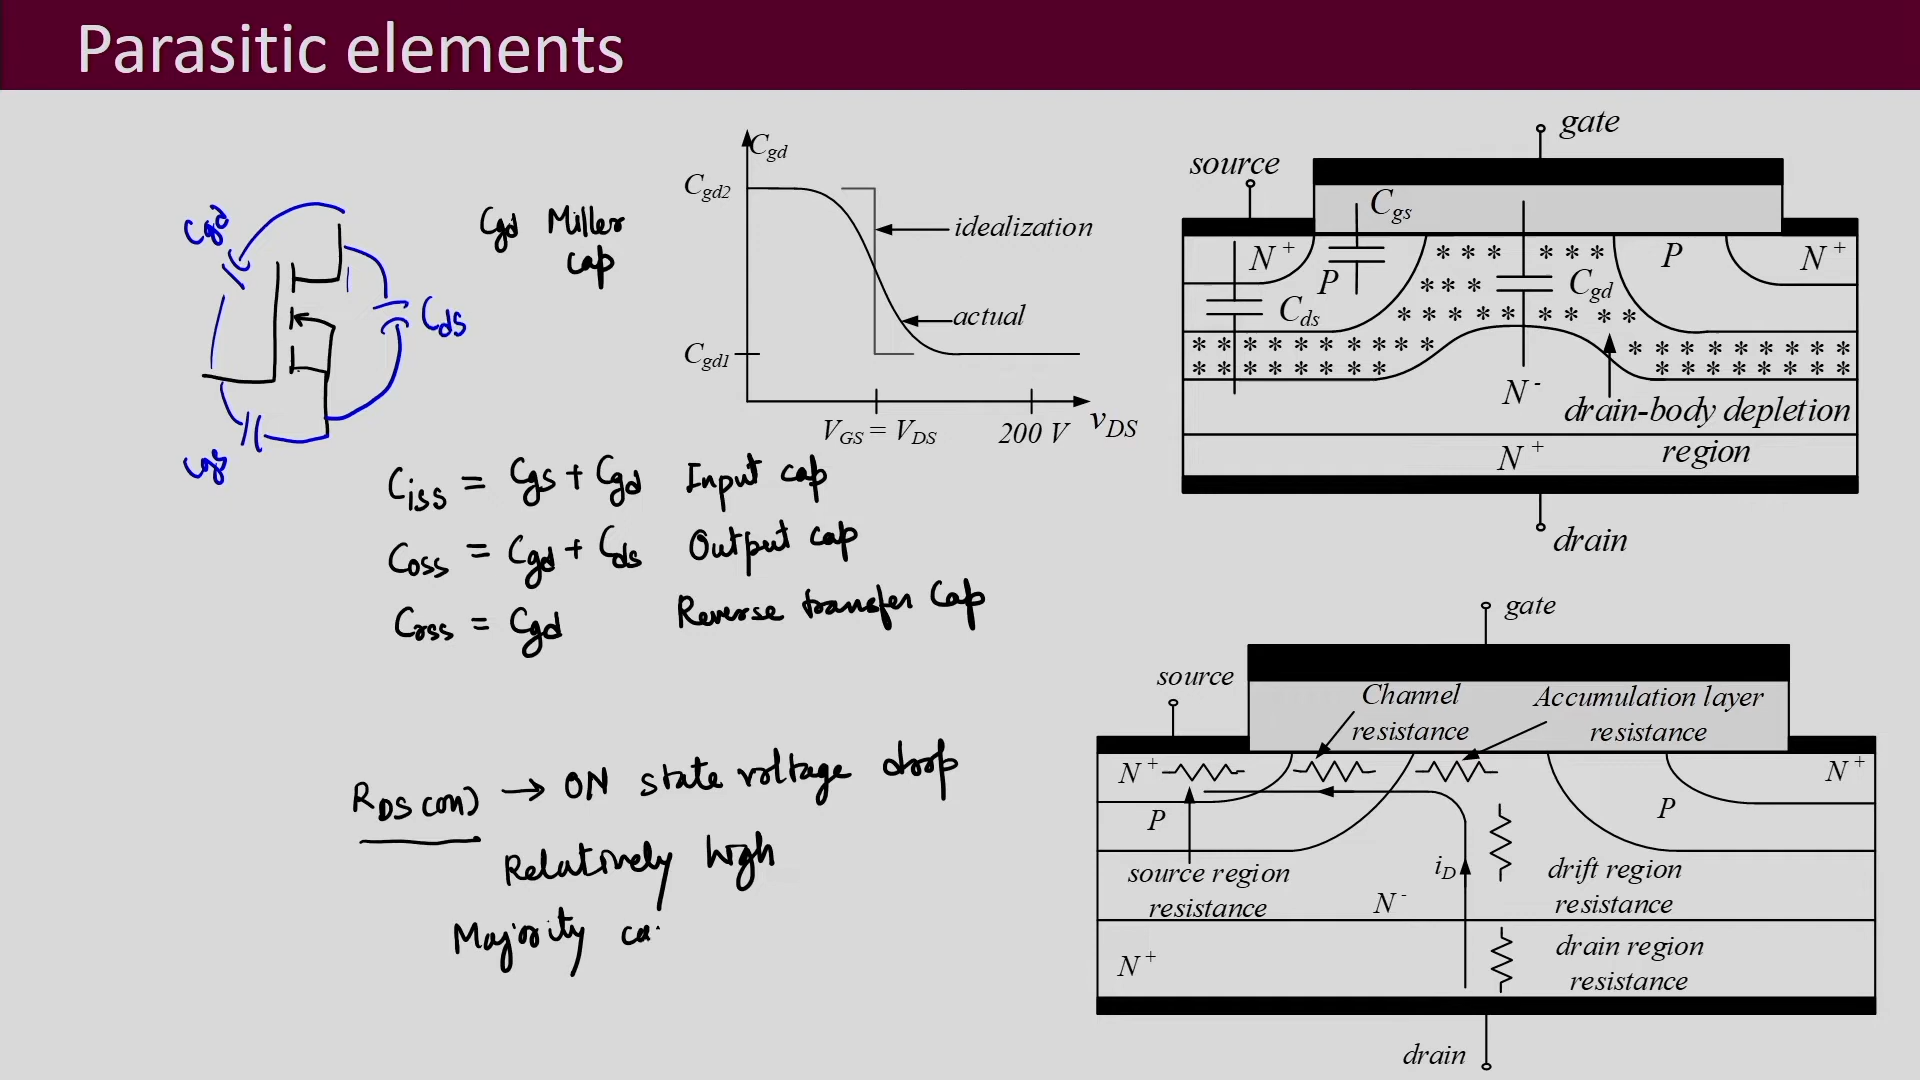 Parasitic elements
Cgd
Cds
Cgs
Cgd Miller
cap
Cgd
Cgd2
idealization
actual
Cgd1
VGS = VDS
200 V
vDS
gate
source
Cgs
N+
P
Cds
Cgd
P
N+
N-
drain-body depletion
region
N+
drain
Ciss = Cgs + Cgd Input cap
Coss = Cgd + Cds Output cap
Crss = Cgd Reverse transfer Cap
RDS(on) → ON state voltage drop
Relatively high
Majority ca
gate
source
Channel
resistance
Accumulation layer
resistance
N+
N+
P
P
source region
resistance
iD
N-
drift region
resistance
N+
drain region
resistance
drain